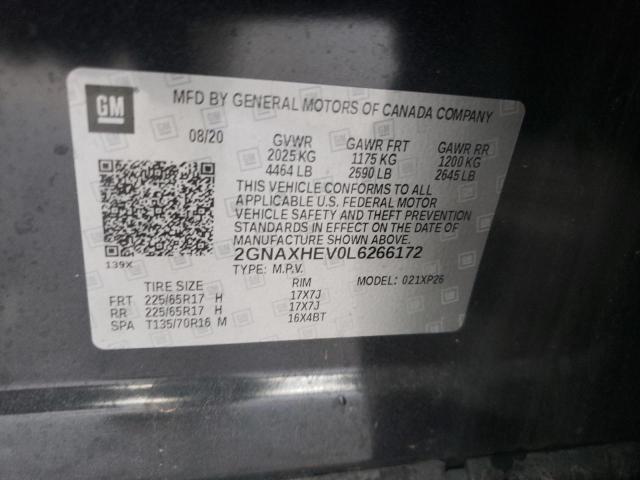 GM
MFD BY GENERAL MOTORS OF CANADA COMPANY
08/20 GVWR GAWR FRT GAWR RR
2025 KG 1175 KG 1200 KG
4464 LB 2590 LB 2645 LB
THIS VEHICLE CONFORMS TO ALL
APPLICABLE U.S. FEDERAL MOTOR
VEHICLE SAFETY AND THEFT PREVENTION
STANDARDS IN EFFECT ON THE DATE OF
MANUFACTURE SHOWN ABOVE.
139X 2GNAXHEV0L6266172
TYPE: M.P.V. MODEL: 021XP26
TIRE SIZE RIM
FRT 225/65R17 H 17X7J
RR 225/65R17 H 17X7J
SPA T135/70R16 M 16X4BT